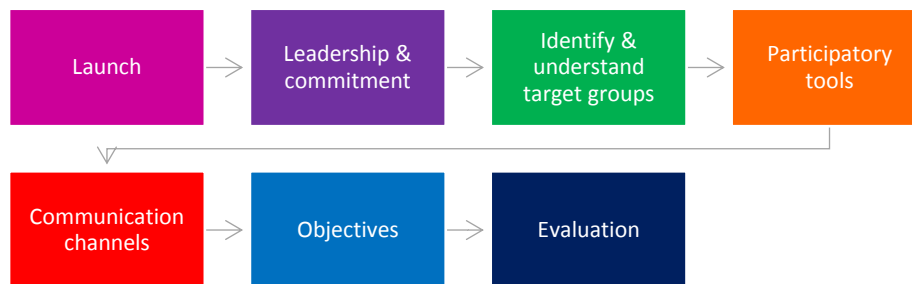 Launch
Leadership &
commitment
Identify &
understand
target groups
Participatory
tools
Communication
channels
Objectives
Evaluation